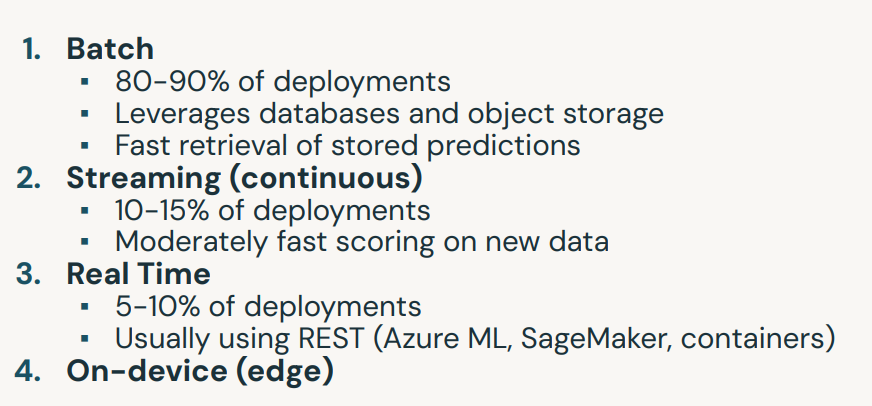 1. Batch
▪ 80-90% of deployments
▪ Leverages databases and object storage
▪ Fast retrieval of stored predictions
2. Streaming (continuous)
▪ 10-15% of deployments
▪ Moderately fast scoring on new data
3. Real Time
▪ 5-10% of deployments
▪ Usually using REST (Azure ML, SageMaker, containers)
4. On-device (edge)